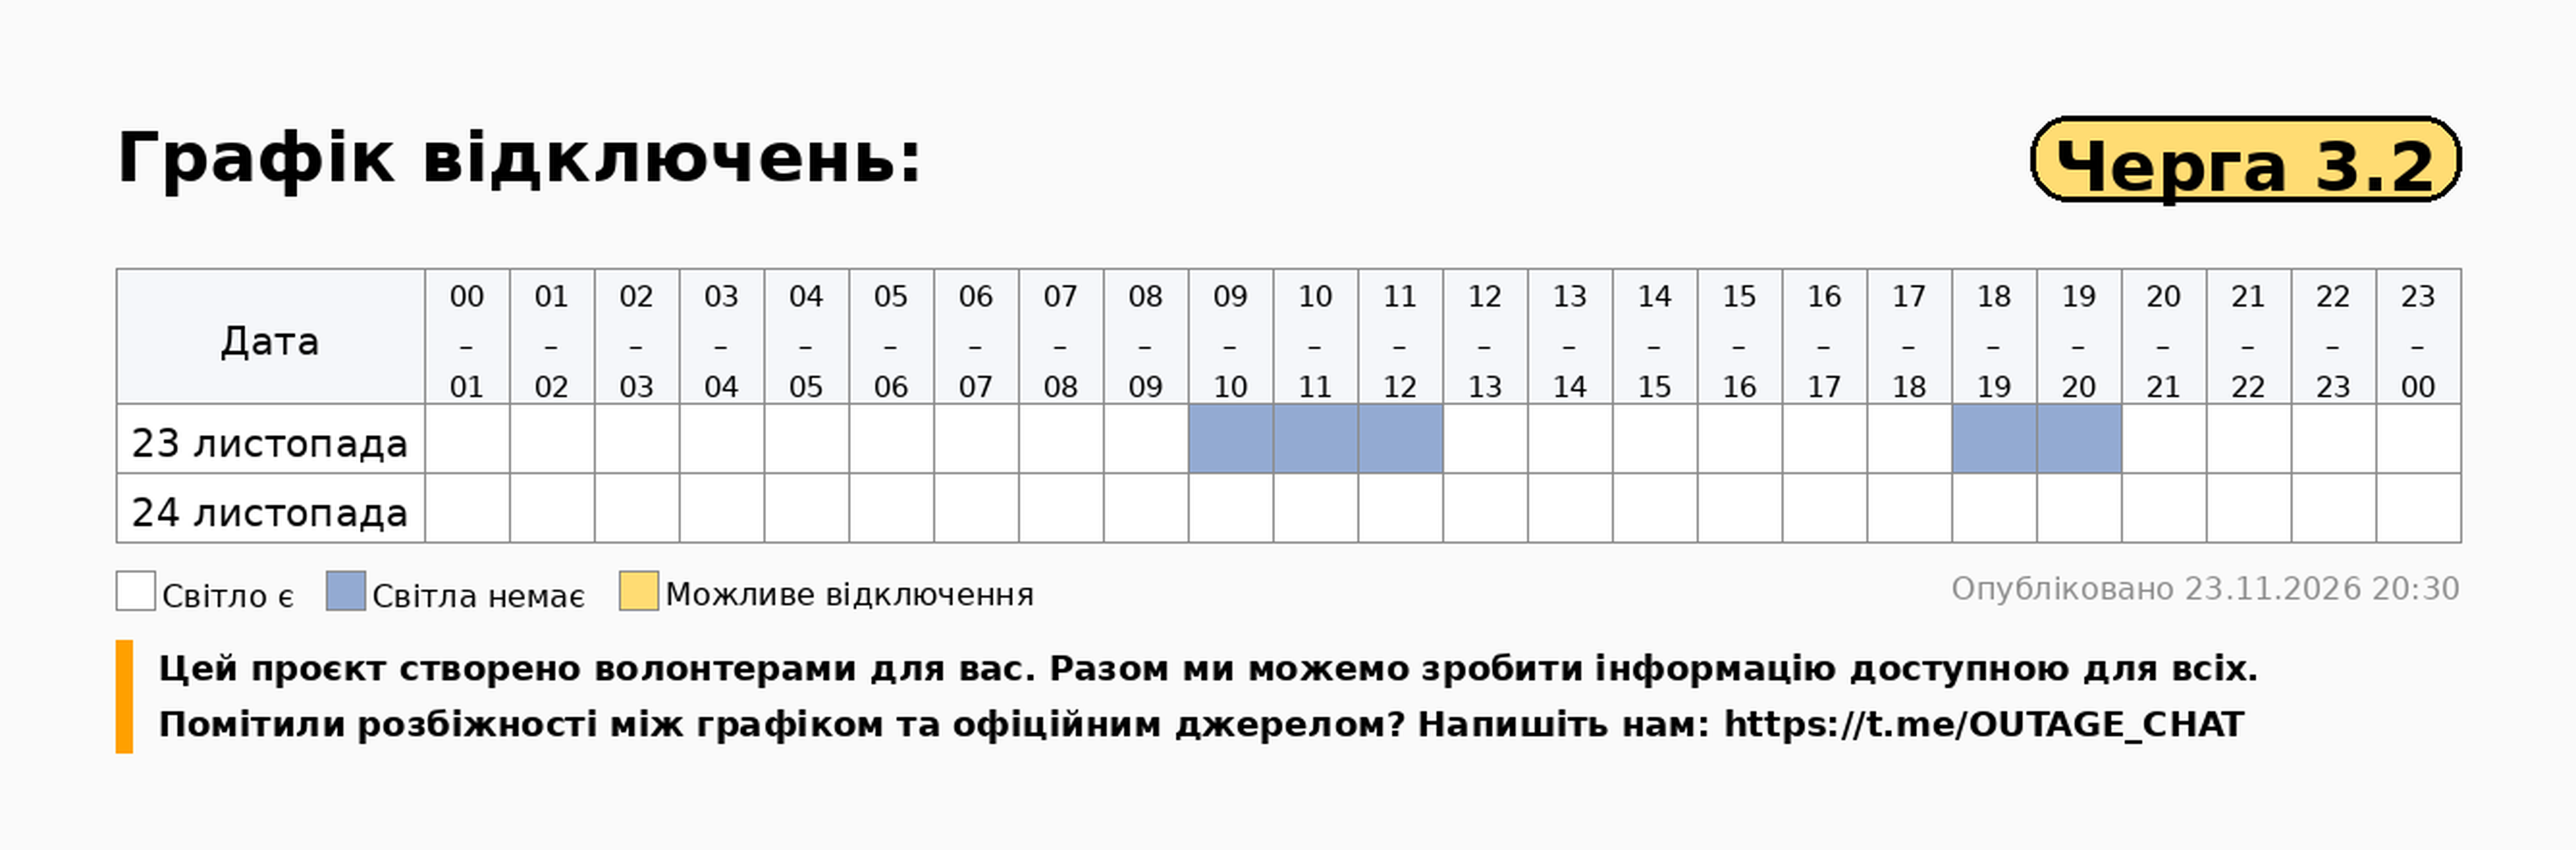 Графік відключень:
Черга 3.2
Дата
00 – 01
01 – 02
02 – 03
03 – 04
04 – 05
05 – 06
06 – 07
07 – 08
08 – 09
09 – 10
10 – 11
11 – 12
12 – 13
13 – 14
14 – 15
15 – 16
16 – 17
17 – 18
18 – 19
19 – 20
20 – 21
21 – 22
22 – 23
23 – 00
23 листопада
24 листопада
Світло є
Світла немає
Можливе відключення
Опубліковано 23.11.2026 20:30
Цей проєкт створено волонтерами для вас. Разом ми можемо зробити інформацію доступною для всіх.
Помітили розбіжності між графіком та офіційним джерелом? Напишіть нам: https://t.me/OUTAGE_CHAT